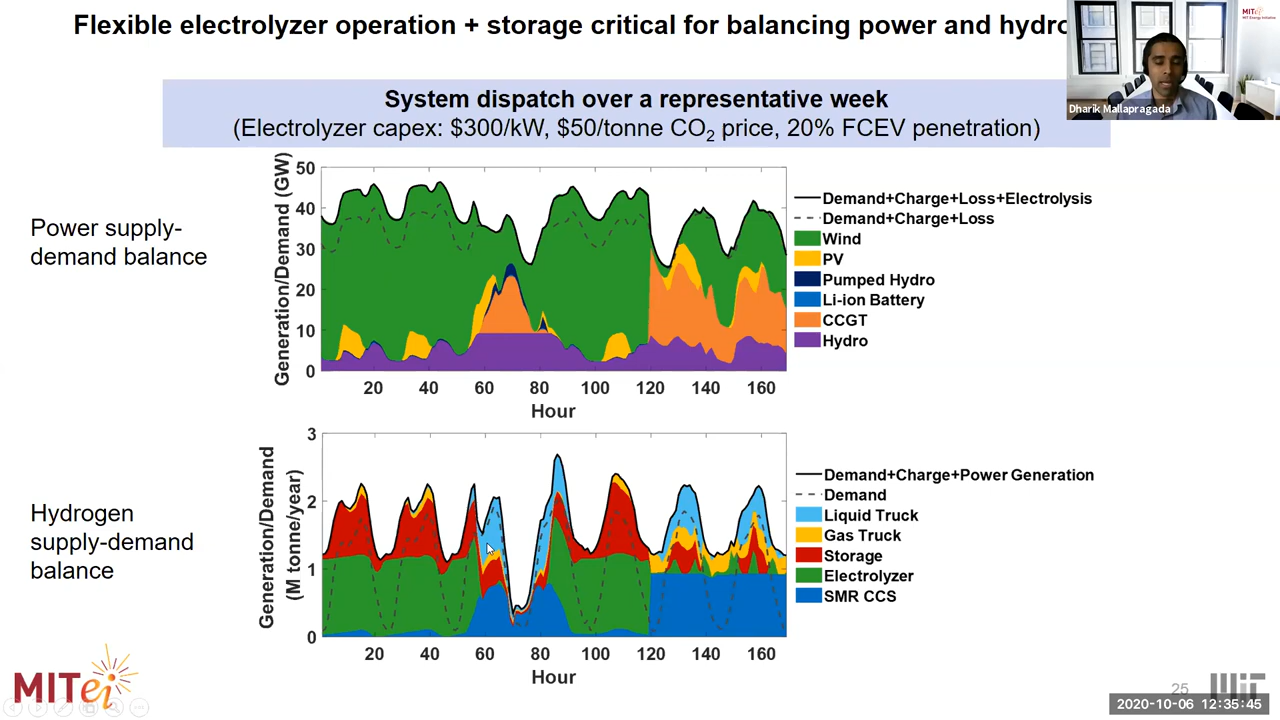 Flexible electrolyzer operation + storage critical for balancing power and hydro
MITei
MIT Energy Initiative
Dharik Mallapragada
System dispatch over a representative week
(Electrolyzer capex: $300/kW, $50/tonne CO2 price, 20% FCEV penetration)
Power supply-
demand balance
Generation/Demand (GW)
50
40
30
20
10
0
20 40 60 80 100 120 140 160
Hour
Demand+Charge+Loss+Electrolysis
Demand+Charge+Loss
Wind
PV
Pumped Hydro
Li-ion Battery
CCGT
Hydro
Hydrogen
supply-demand
balance
Generation/Demand
(M tonne/year)
3
2
1
0
20 40 60 80 100 120 140 160
Hour
Demand+Charge+Power Generation
Demand
Liquid Truck
Gas Truck
Storage
Electrolyzer
SMR CCS
MITei
25
MIT
2020-10-06 12:35:45